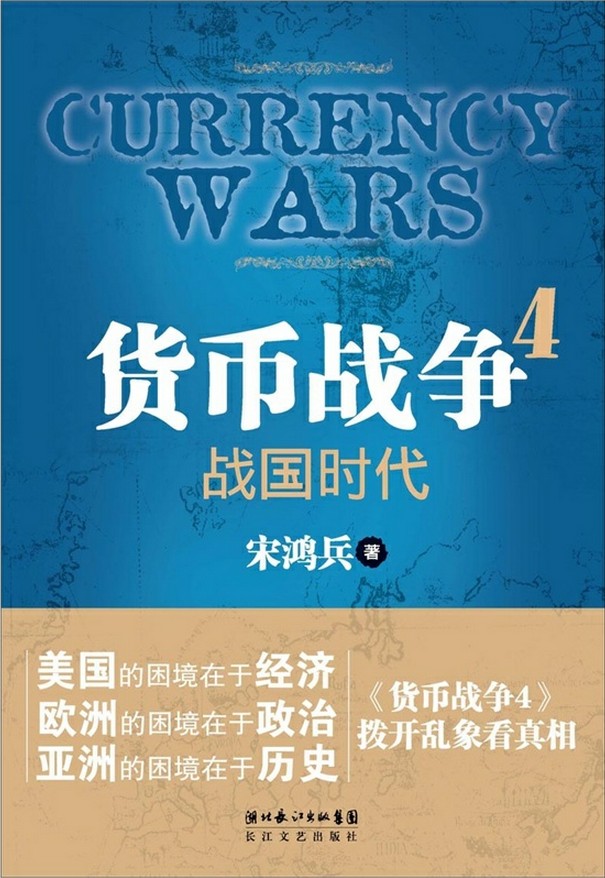 CURRENCY
WARS
货币战争4
战国时代
宋鸿兵 著
美国的困境在于经济
欧洲的困境在于政治
亚洲的困境在于历史
《货币战争4》
拨开乱象看真相
湖北长江出版集团
长江文艺出版社